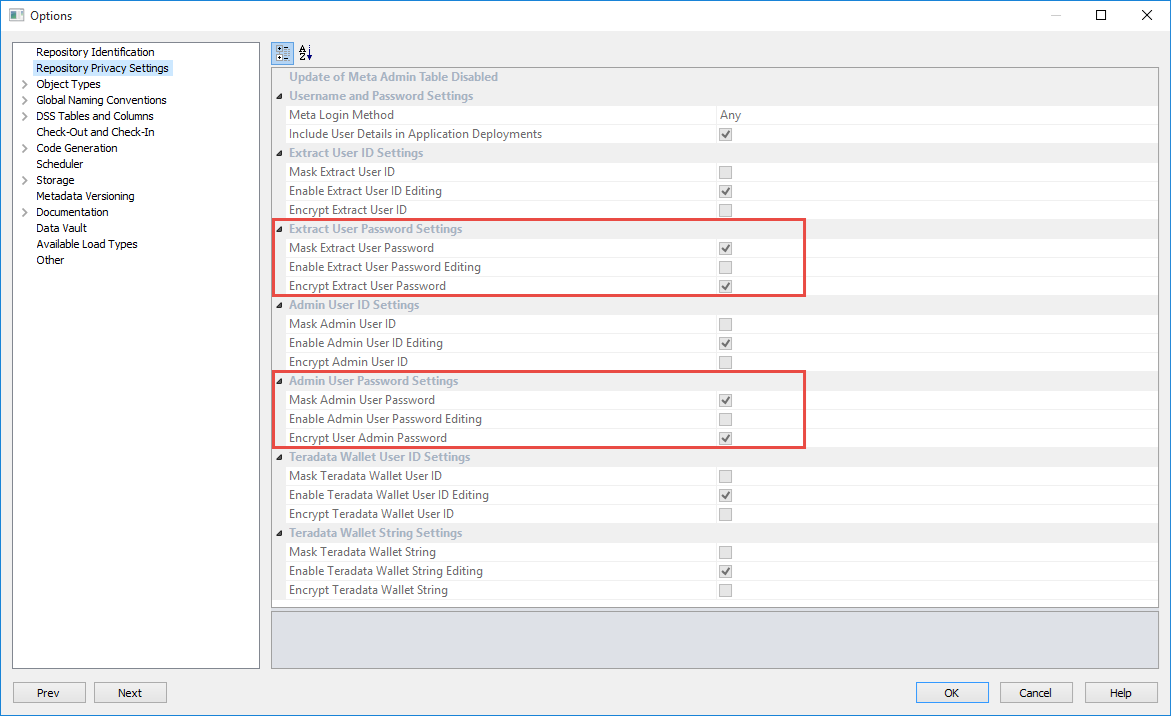 Options
Repository Identification
Repository Privacy Settings
Object Types
Global Naming Conventions
DSS Tables and Columns
Check-Out and Check-In
Code Generation
Scheduler
Storage
Metadata Versioning
Documentation
Data Vault
Available Load Types
Other
A
Z
Update of Meta Admin Table Disabled
Username and Password Settings
Meta Login Method Any
Include User Details in Application Deployments
Extract User ID Settings
Mask Extract User ID
Enable Extract User ID Editing
Encrypt Extract User ID
Extract User Password Settings
Mask Extract User Password
Enable Extract User Password Editing
Encrypt Extract User Password
Admin User ID Settings
Mask Admin User ID
Enable Admin User ID Editing
Encrypt Admin User ID
Admin User Password Settings
Mask Admin User Password
Enable Admin User Password Editing
Encrypt User Admin Password
Teradata Wallet User ID Settings
Mask Teradata Wallet User ID
Enable Teradata Wallet User ID Editing
Encrypt Teradata Wallet User ID
Teradata Wallet String Settings
Mask Teradata Wallet String
Enable Teradata Wallet String Editing
Encrypt Teradata Wallet String
Prev Next OK Cancel Help